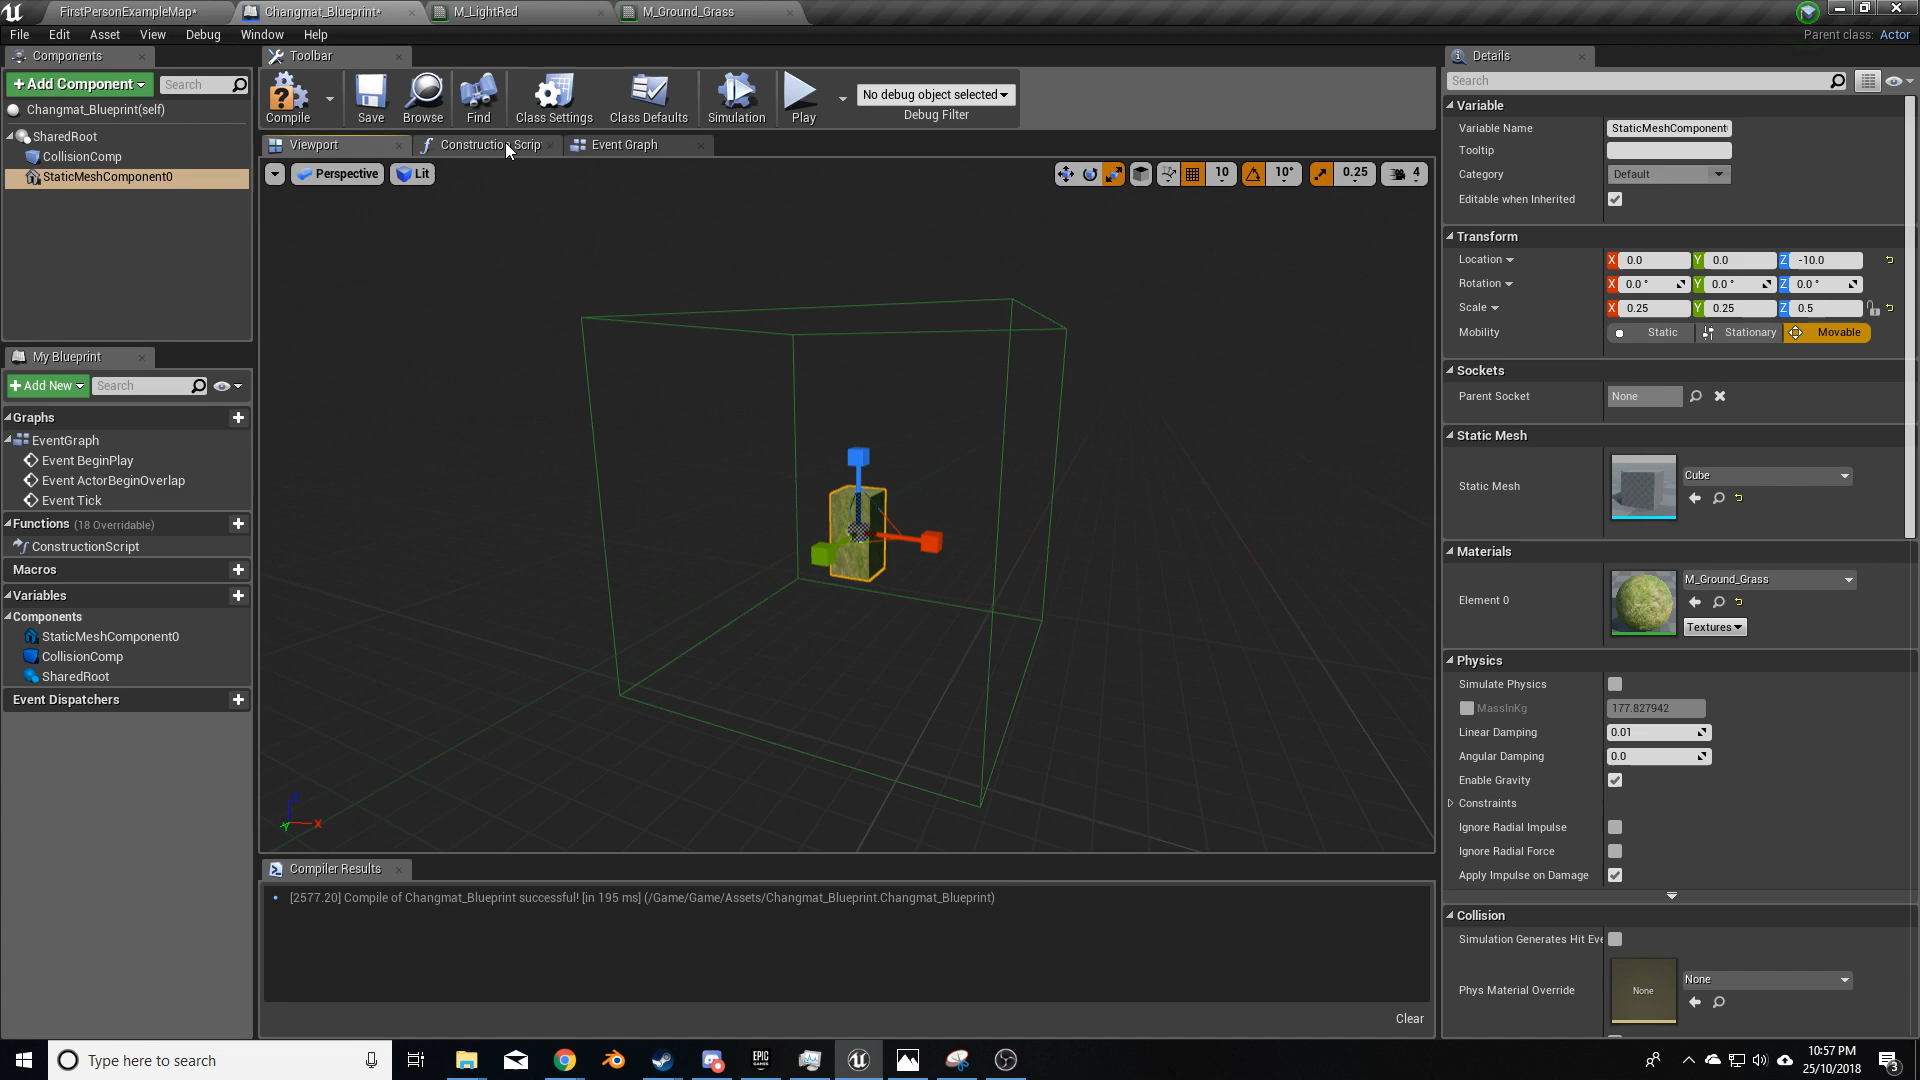 FirstPersonExampleMap*
Changmat_Blueprint*
M_LightRed
M_Ground_Grass
File Edit Asset View Debug Window Help
Parent class: Actor
Components
Add Component
Search
Changmat_Blueprint(self)
SharedRoot
CollisionComp
StaticMeshComponent0
My Blueprint
Add New
Search
Graphs
EventGraph
Event BeginPlay
Event ActorBeginOverlap
Event Tick
Functions (18 Overridable)
ConstructionScript
Macros
Variables
Components
StaticMeshComponent0
CollisionComp
SharedRoot
Event Dispatchers
Toolbar
Compile
Save
Browse
Find
Class Settings
Class Defaults
Simulation
Play
No debug object selected
Debug Filter
Viewport
Construction Scrip
Event Graph
Perspective
Lit
10
10°
0.25
4
Z
X
Y
Compiler Results
[2577.20] Compile of Changmat_Blueprint successful! [in 195 ms] (/Game/Game/Assets/Changmat_Blueprint.Changmat_Blueprint)
Clear
Details
Search
Variable
Variable Name StaticMeshComponent
Tooltip
Category Default
Editable when Inherited
Transform
Location X 0.0 Y 0.0 Z -10.0
Rotation X 0.0 ° Y 0.0 ° Z 0.0 °
Scale X 0.25 Y 0.25 Z 0.5
Mobility Static Stationary Movable
Sockets
Parent Socket None
Static Mesh
Static Mesh Cube
Materials
Element 0 M_Ground_Grass
Textures
Physics
Simulate Physics
MassInKg 177.827942
Linear Damping 0.01
Angular Damping 0.0
Enable Gravity
Constraints
Ignore Radial Impulse
Ignore Radial Force
Apply Impulse on Damage
Collision
Simulation Generates Hit Eve
Phys Material Override None None
Type here to search
EPIC GAMES
10:57 PM
25/10/2018
3